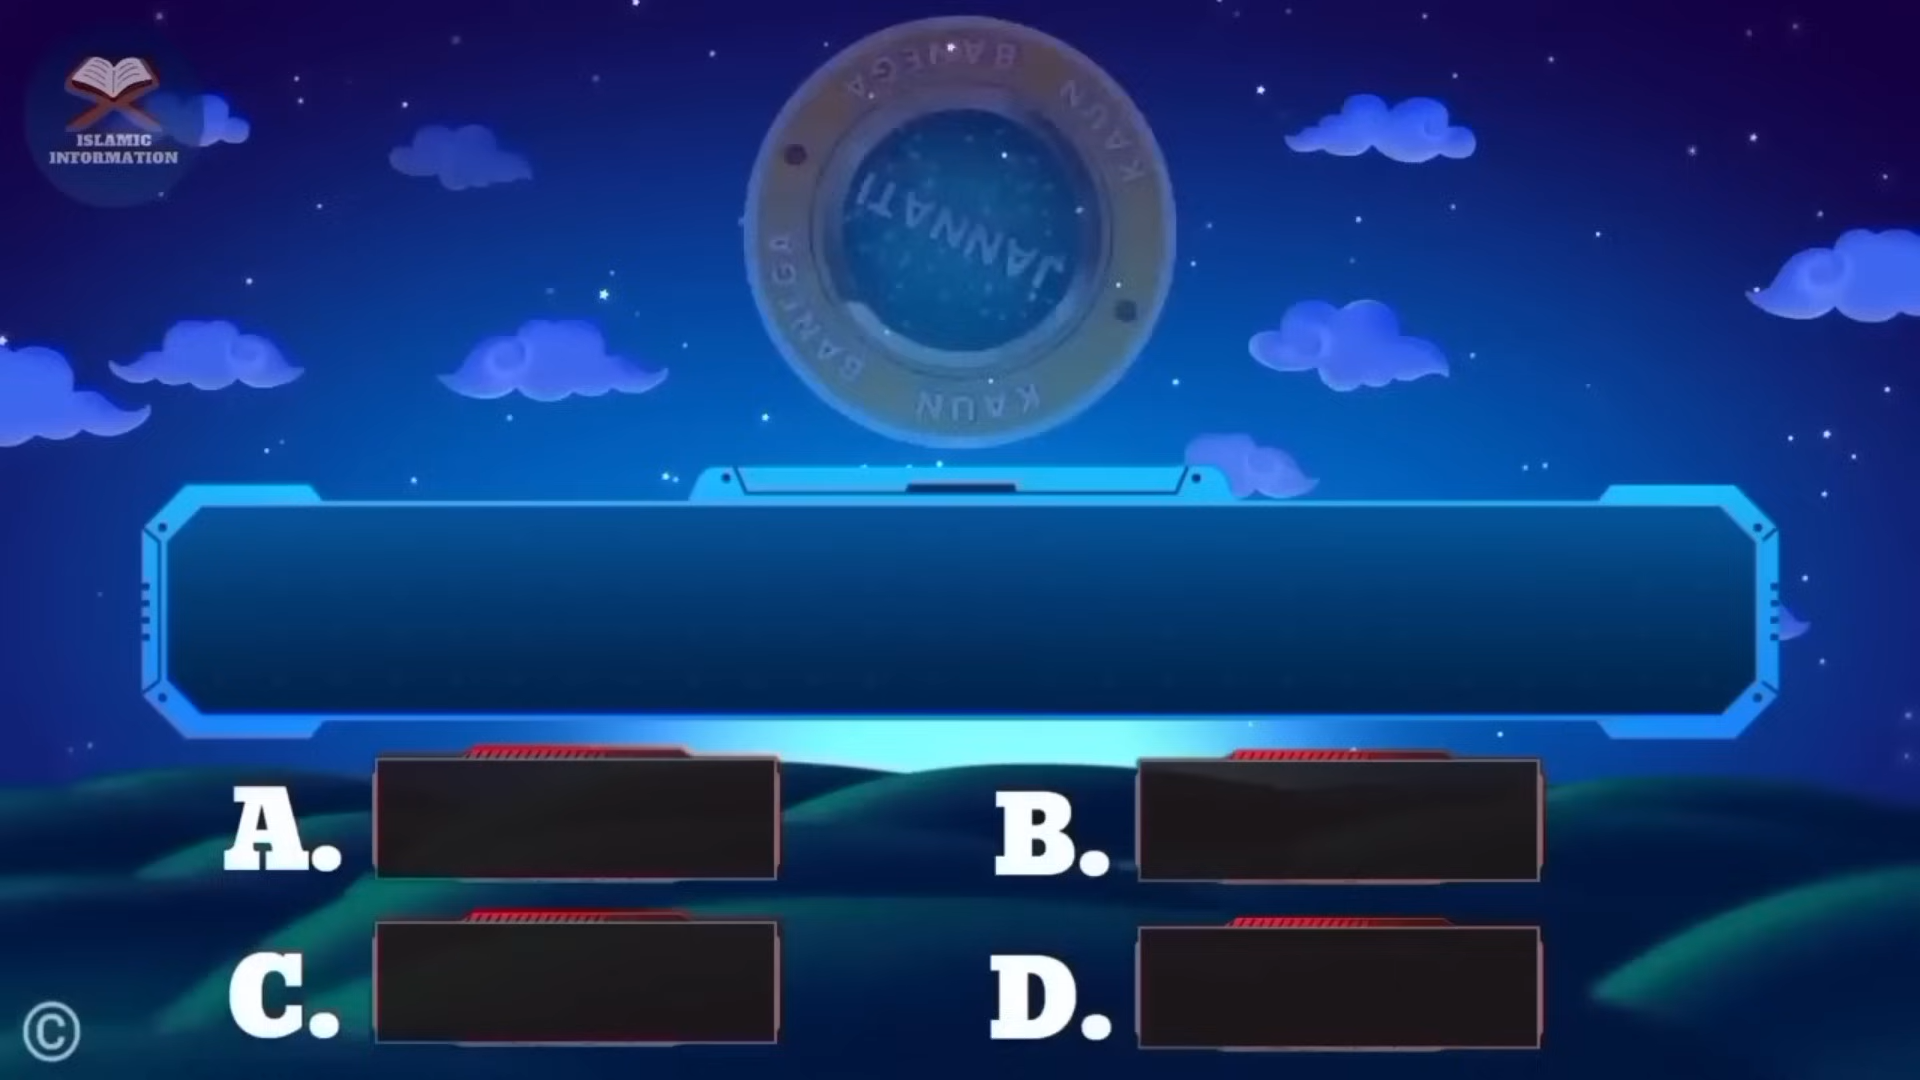 ISLAMIC
INFORMATION
BANEGA
KAUN
JANNATI
BANEGA
KAUN
A.
B.
C.
D.
©